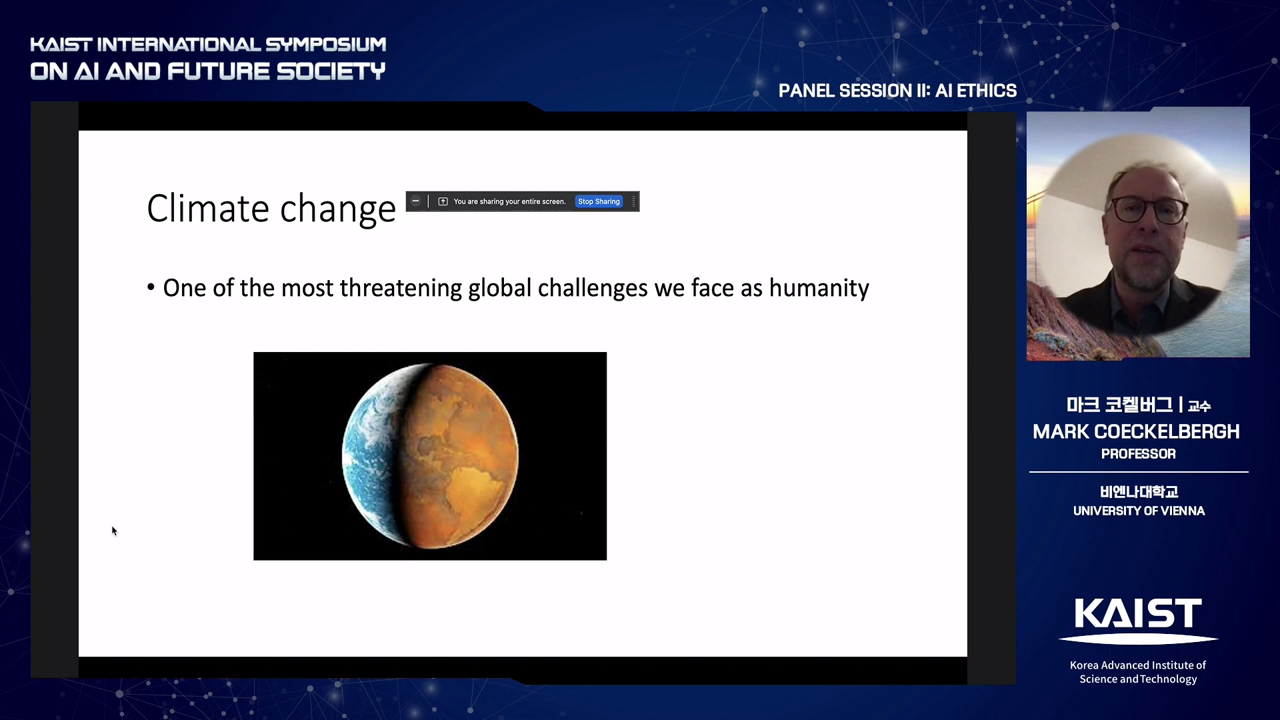 KAIST INTERNATIONAL SYMPOSIUM
ON AI AND FUTURE SOCIETY
PANEL SESSION II: AI ETHICS
Climate change
You are sharing your entire screen.
Stop Sharing
• One of the most threatening global challenges we face as humanity
마크 코켈버그 | 교수
MARK COECKELBERGH
PROFESSOR
비엔나대학교
UNIVERSITY OF VIENNA
KAIST
Korea Advanced Institute of
Science and Technology